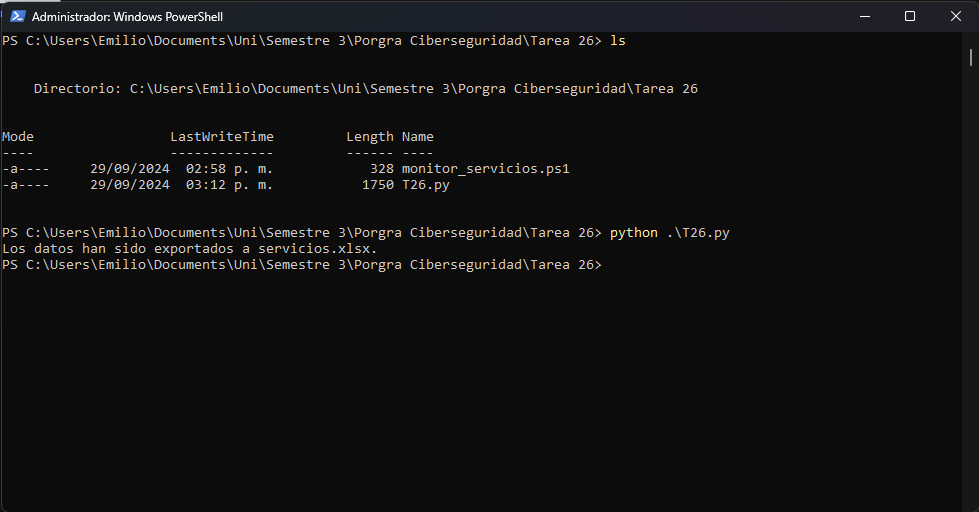 Administrador: Windows PowerShell
PS C:\Users\Emilio\Documents\Uni\Semestre 3\Porgra Ciberseguridad\Tarea 26> ls
Directorio: C:\Users\Emilio\Documents\Uni\Semestre 3\Porgra Ciberseguridad\Tarea 26
Mode                 LastWriteTime         Length Name
----                 -------------         ------ ----
-a----       29/09/2024  02:58 p. m.            328 monitor_servicios.ps1
-a----       29/09/2024  03:12 p. m.           1750 T26.py
PS C:\Users\Emilio\Documents\Uni\Semestre 3\Porgra Ciberseguridad\Tarea 26> python .\T26.py
Los datos han sido exportados a servicios.xlsx.
PS C:\Users\Emilio\Documents\Uni\Semestre 3\Porgra Ciberseguridad\Tarea 26>